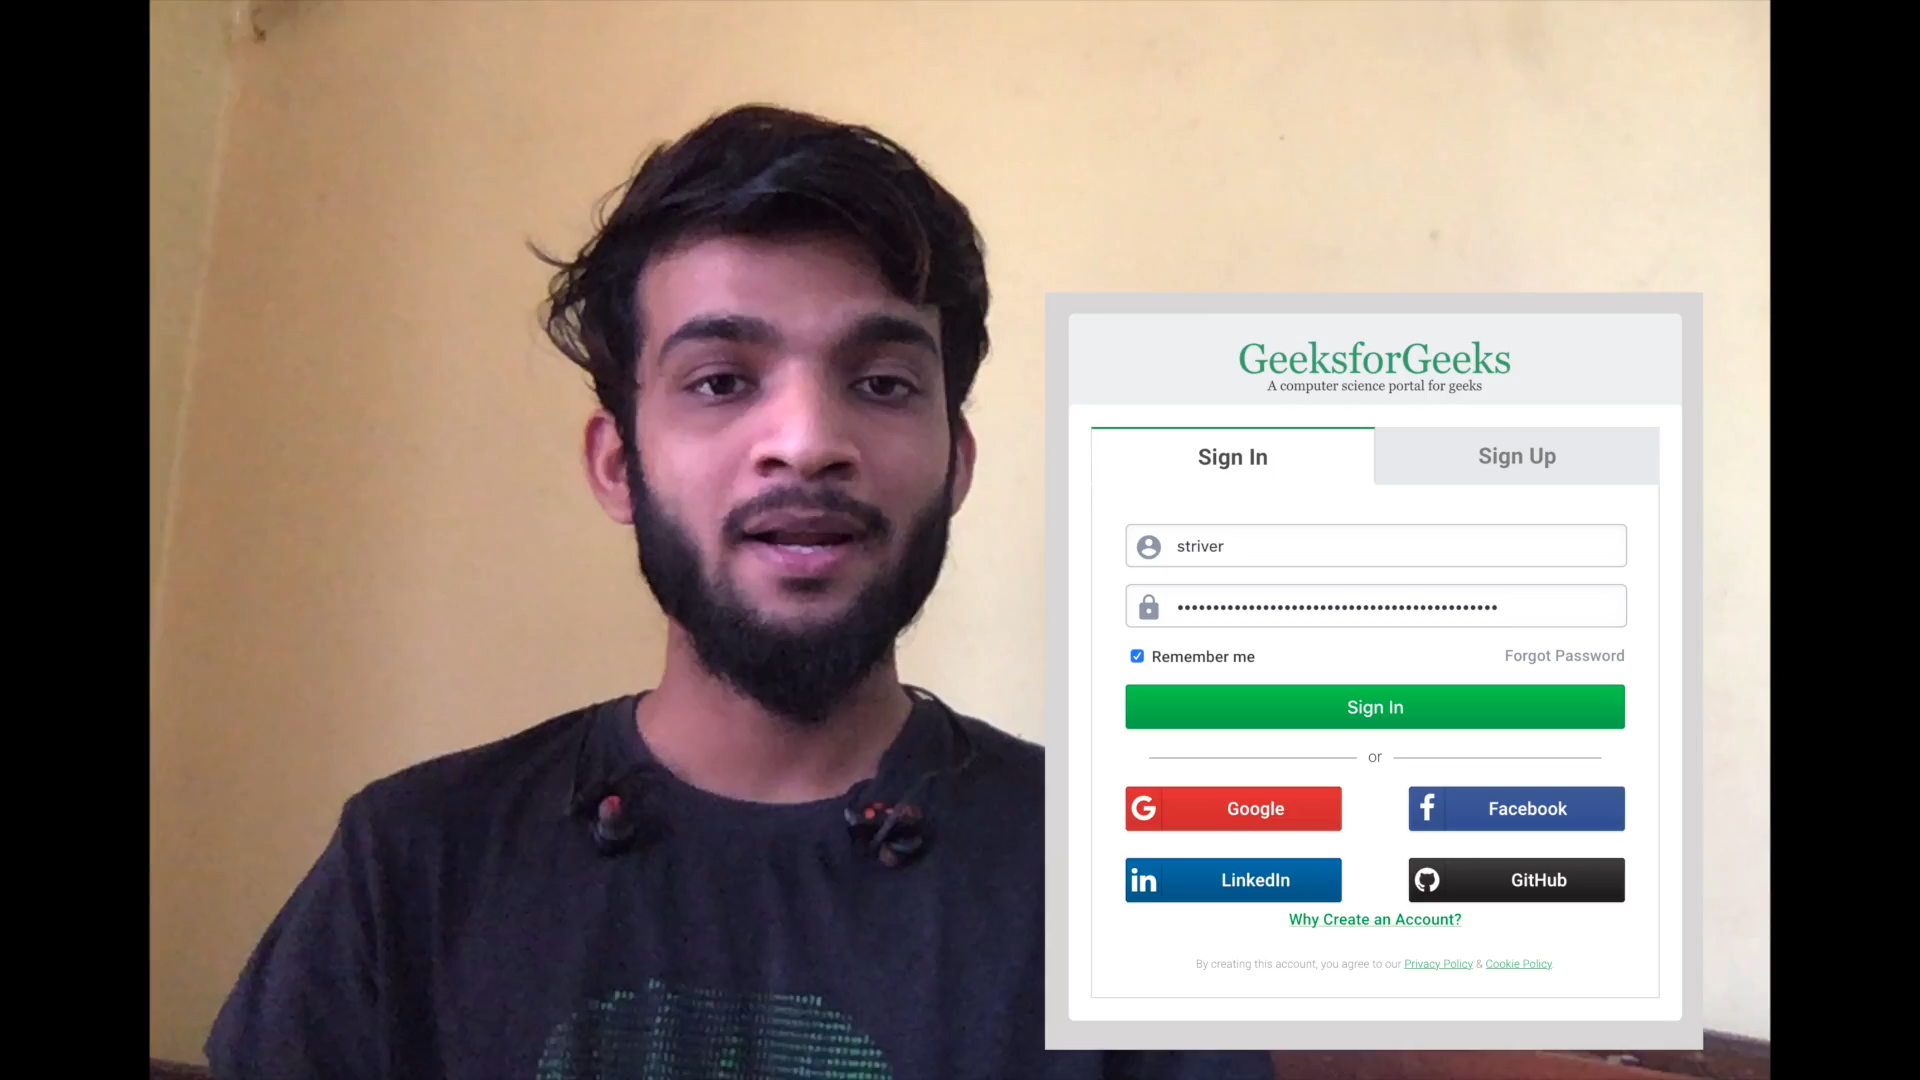 GeeksforGeeks
A computer science portal for geeks
Sign In
Sign Up
striver
••••••••••••••••••••••••••••••••••••••••••••••
Remember me
Forgot Password
Sign In
or
Google
Facebook
LinkedIn
GitHub
Why Create an Account?
By creating this account, you agree to our Privacy Policy & Cookie Policy.